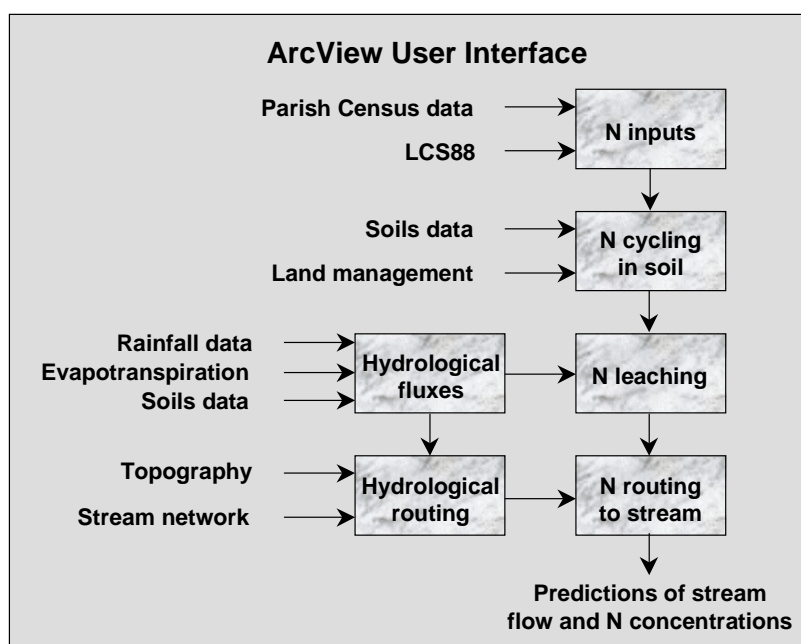 ArcView User Interface
Parish Census data
LCS88
N inputs
Soils data
Land management
N cycling
in soil
Rainfall data
Evapotranspiration
Soils data
Hydrological
fluxes
N leaching
Topography
Stream network
Hydrological
routing
N routing
to stream
Predictions of stream
flow and N concentrations